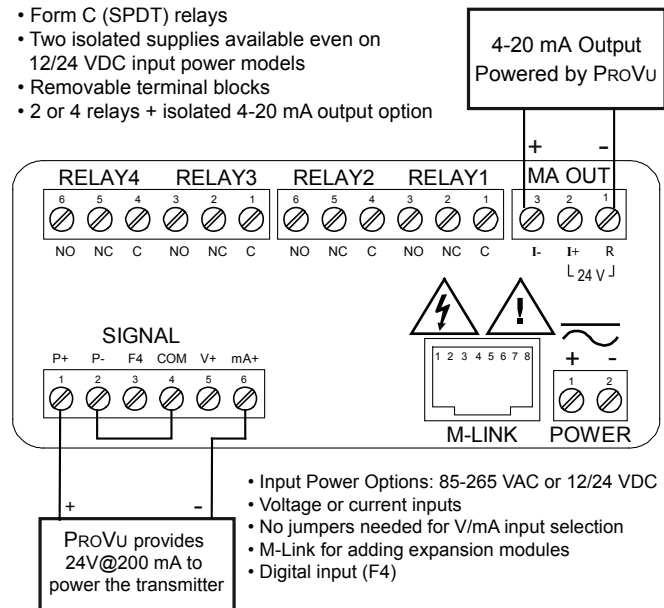 • Form C (SPDT) relays
• Two isolated supplies available even on
12/24 VDC input power models
• Removable terminal blocks
• 2 or 4 relays + isolated 4-20 mA output option
4-20 mA Output
Powered by PROVU
+ -
RELAY4 RELAY3 RELAY2 RELAY1 MA OUT
6 5 4 3 2 1 6 5 4 3 2 1 3 2 1
NO NC C NO NC C NO NC C NO NC C I- I+ R
24 V
SIGNAL
P+ P- F4 COM V+ mA+
1 2 3 4 5 6
!
1 2 3 4 5 6 7 8
M-LINK
+ -
1 2
POWER
+ -
PROVU provides
24V@200 mA to
power the transmitter
• Input Power Options: 85-265 VAC or 12/24 VDC
• Voltage or current inputs
• No jumpers needed for V/mA input selection
• M-Link for adding expansion modules
• Digital input (F4)